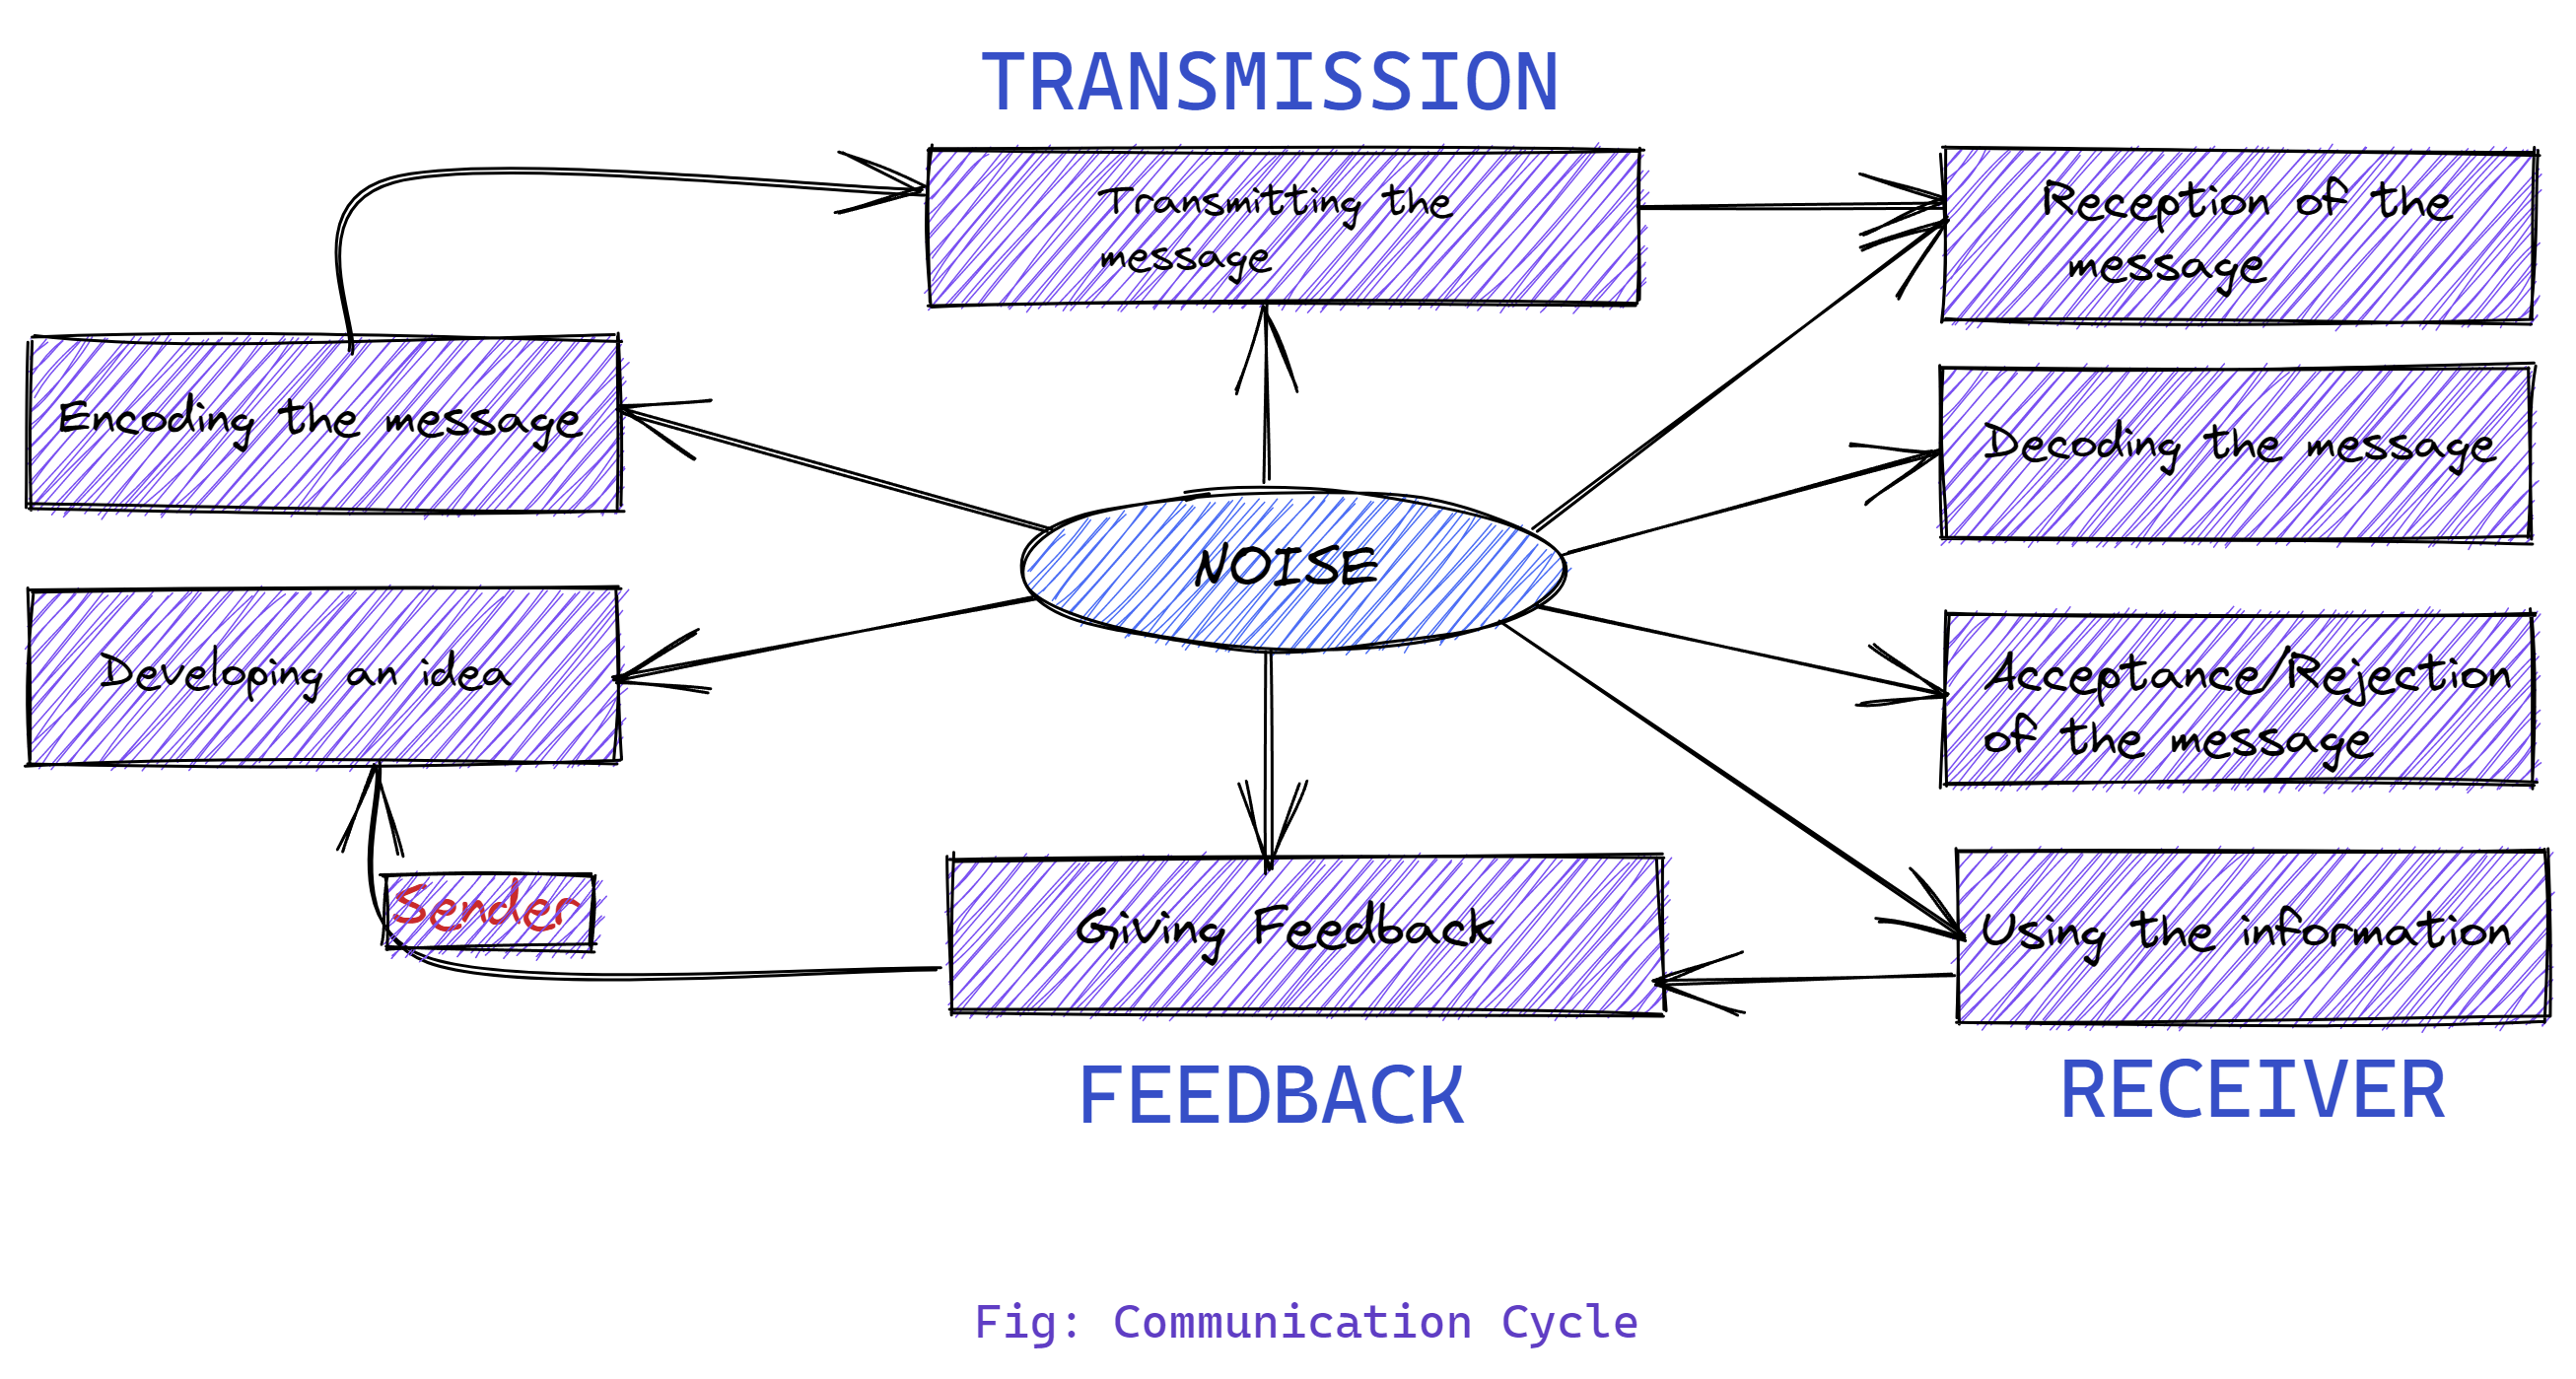 TRANSMISSION
Transmitting the
message
Reception of the
message
Encoding the message
Decoding the message
NOISE
Developing an idea
Acceptance/Rejection
of the message
Sender
Giving Feedback
Using the information
FEEDBACK
RECEIVER
Fig: Communication Cycle